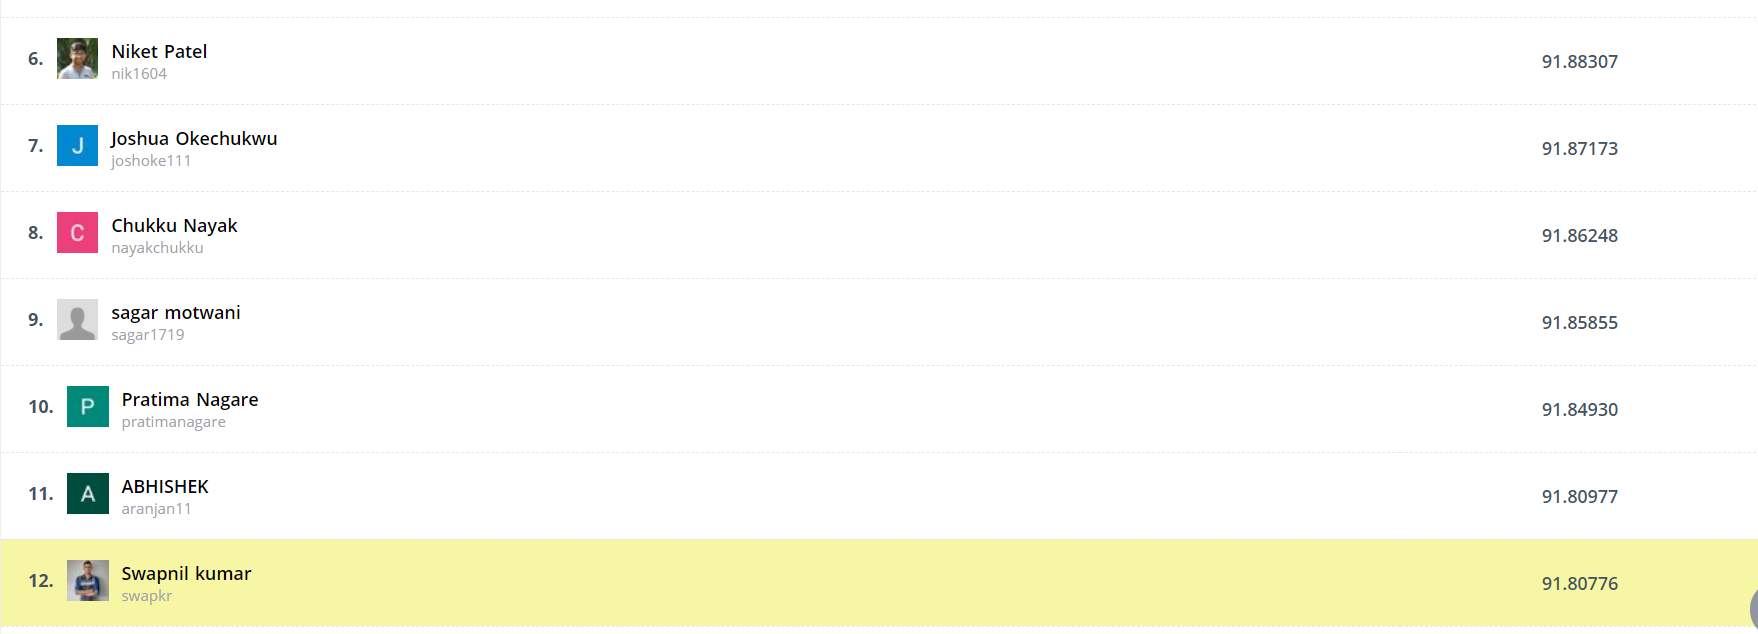 6. Niket Patel 91.88307
nik1604
7. J Joshua Okechukwu 91.87173
joshoke111
8. C Chukku Nayak 91.86248
nayakchukku
9. sagar motwani 91.85855
sagar1719
10. P Pratima Nagare 91.84930
pratimanagare
11. A ABHISHEK 91.80977
aranjan11
12. Swapnil kumar 91.80776
swapkr